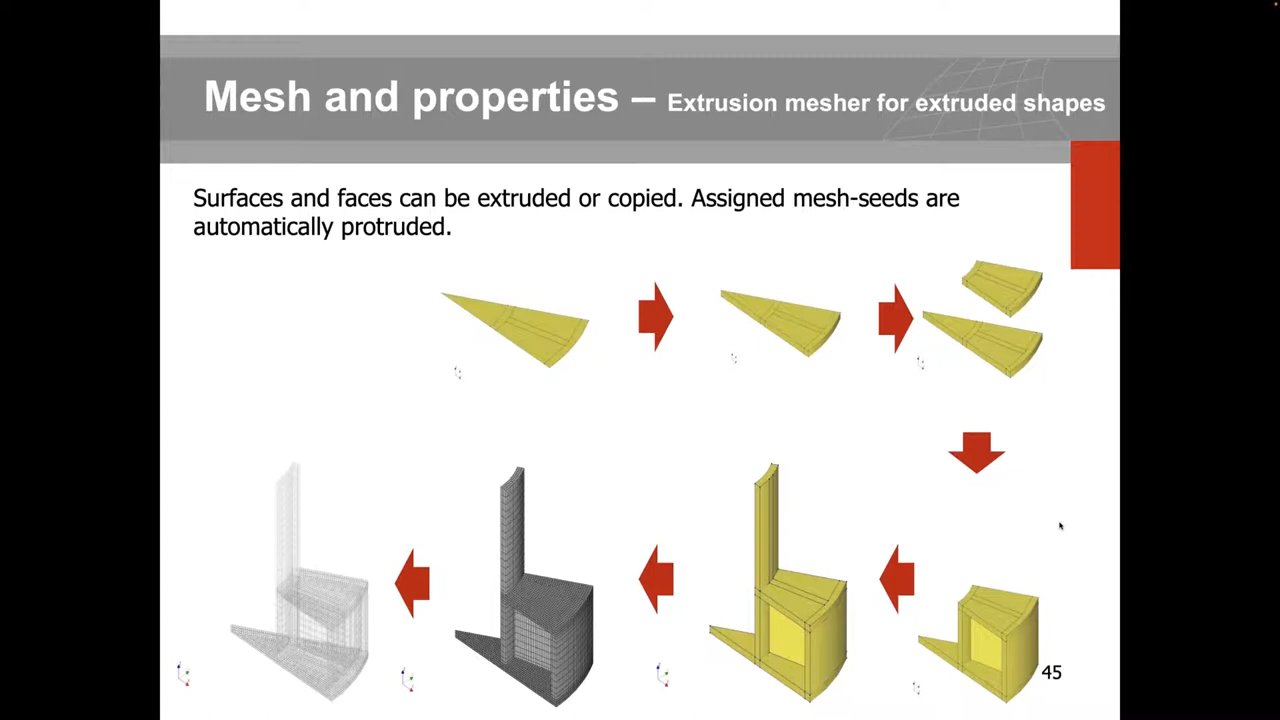 Mesh and properties – Extrusion mesher for extruded shapes
Surfaces and faces can be extruded or copied. Assigned mesh-seeds are
automatically protruded.
45